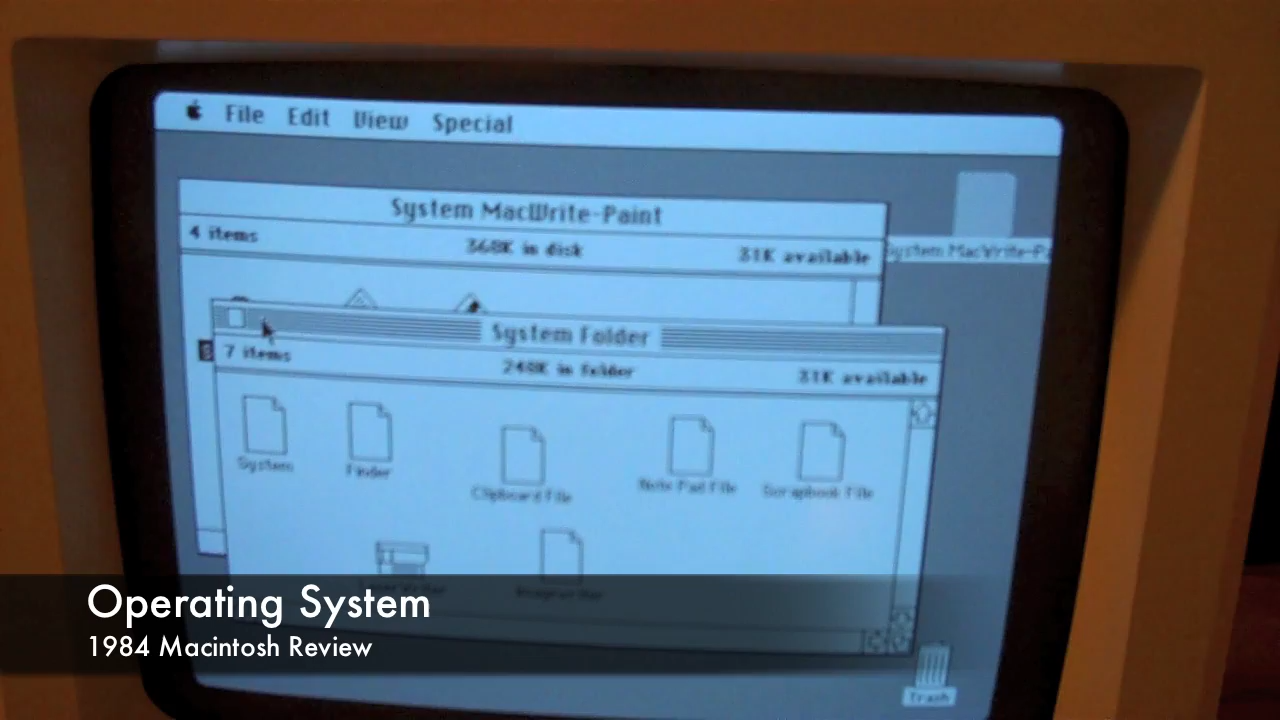 File Edit View Special
System MacWrite-Paint
4 items 368K in disk 31K available
System MacWrite-Pa
System Folder
7 items 248K in folder 31K available
System Finder Clipboard File Note Pad File Scrapbook File
Trash
Operating System
1984 Macintosh Review